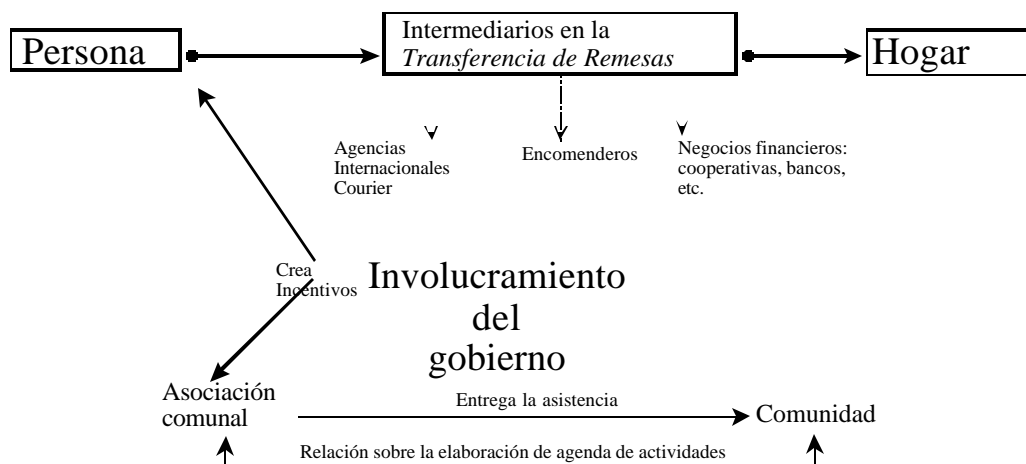 Persona
Intermediarios en la
Transferencia de Remesas
Hogar
Agencias
Internacionales
Courier
Encomenderos
Negocios financieros:
cooperativas, bancos,
etc.
Crea
Incentivos
Involucramiento
del
gobierno
Asociación
comunal
Entrega la asistencia
Comunidad
Relación sobre la elaboración de agenda de actividades